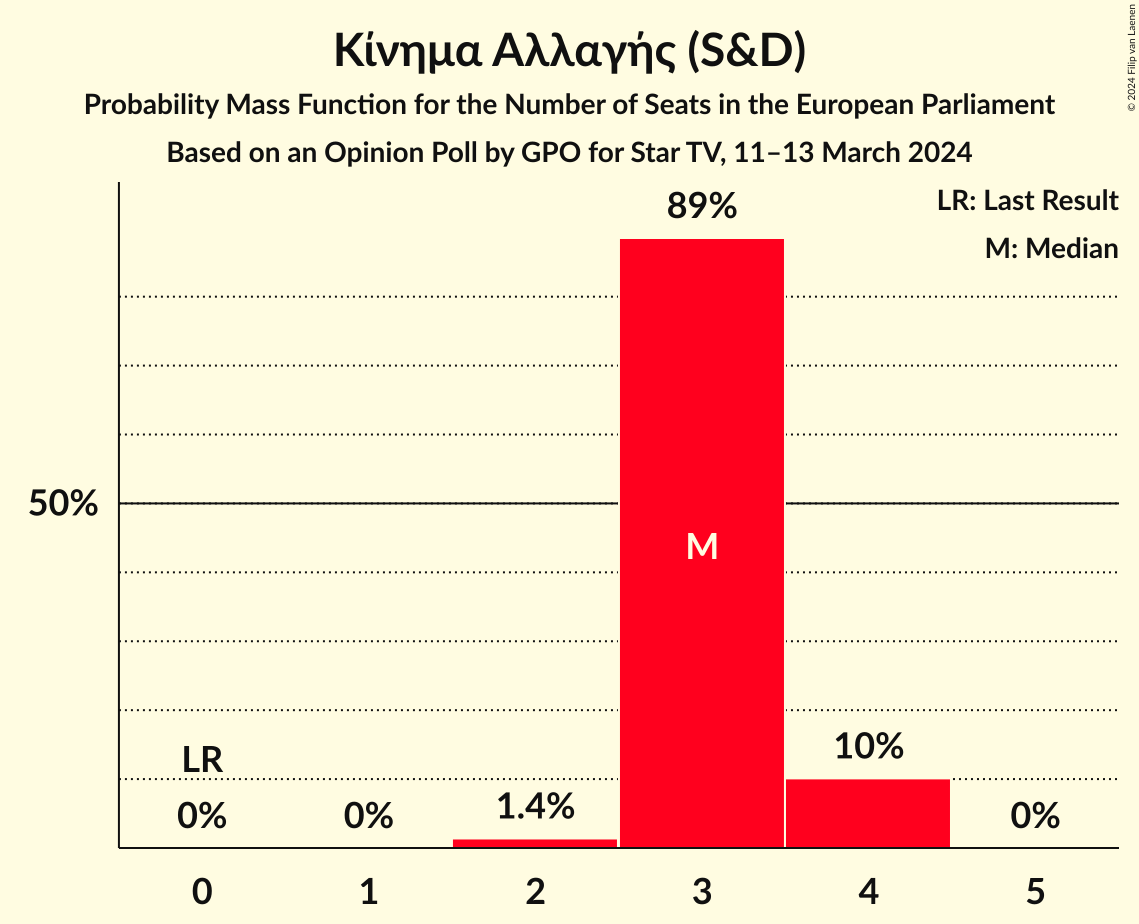 Κίνημα Αλλαγής (S&D)
Probability Mass Function for the Number of Seats in the European Parliament
Based on an Opinion Poll by GPO for Star TV, 11–13 March 2024
© 2024 Filip van Laenen
LR: Last Result
M: Median
89%
50%
M
LR
10%
1.4%
0%
0%
0%
0
1
2
3
4
5